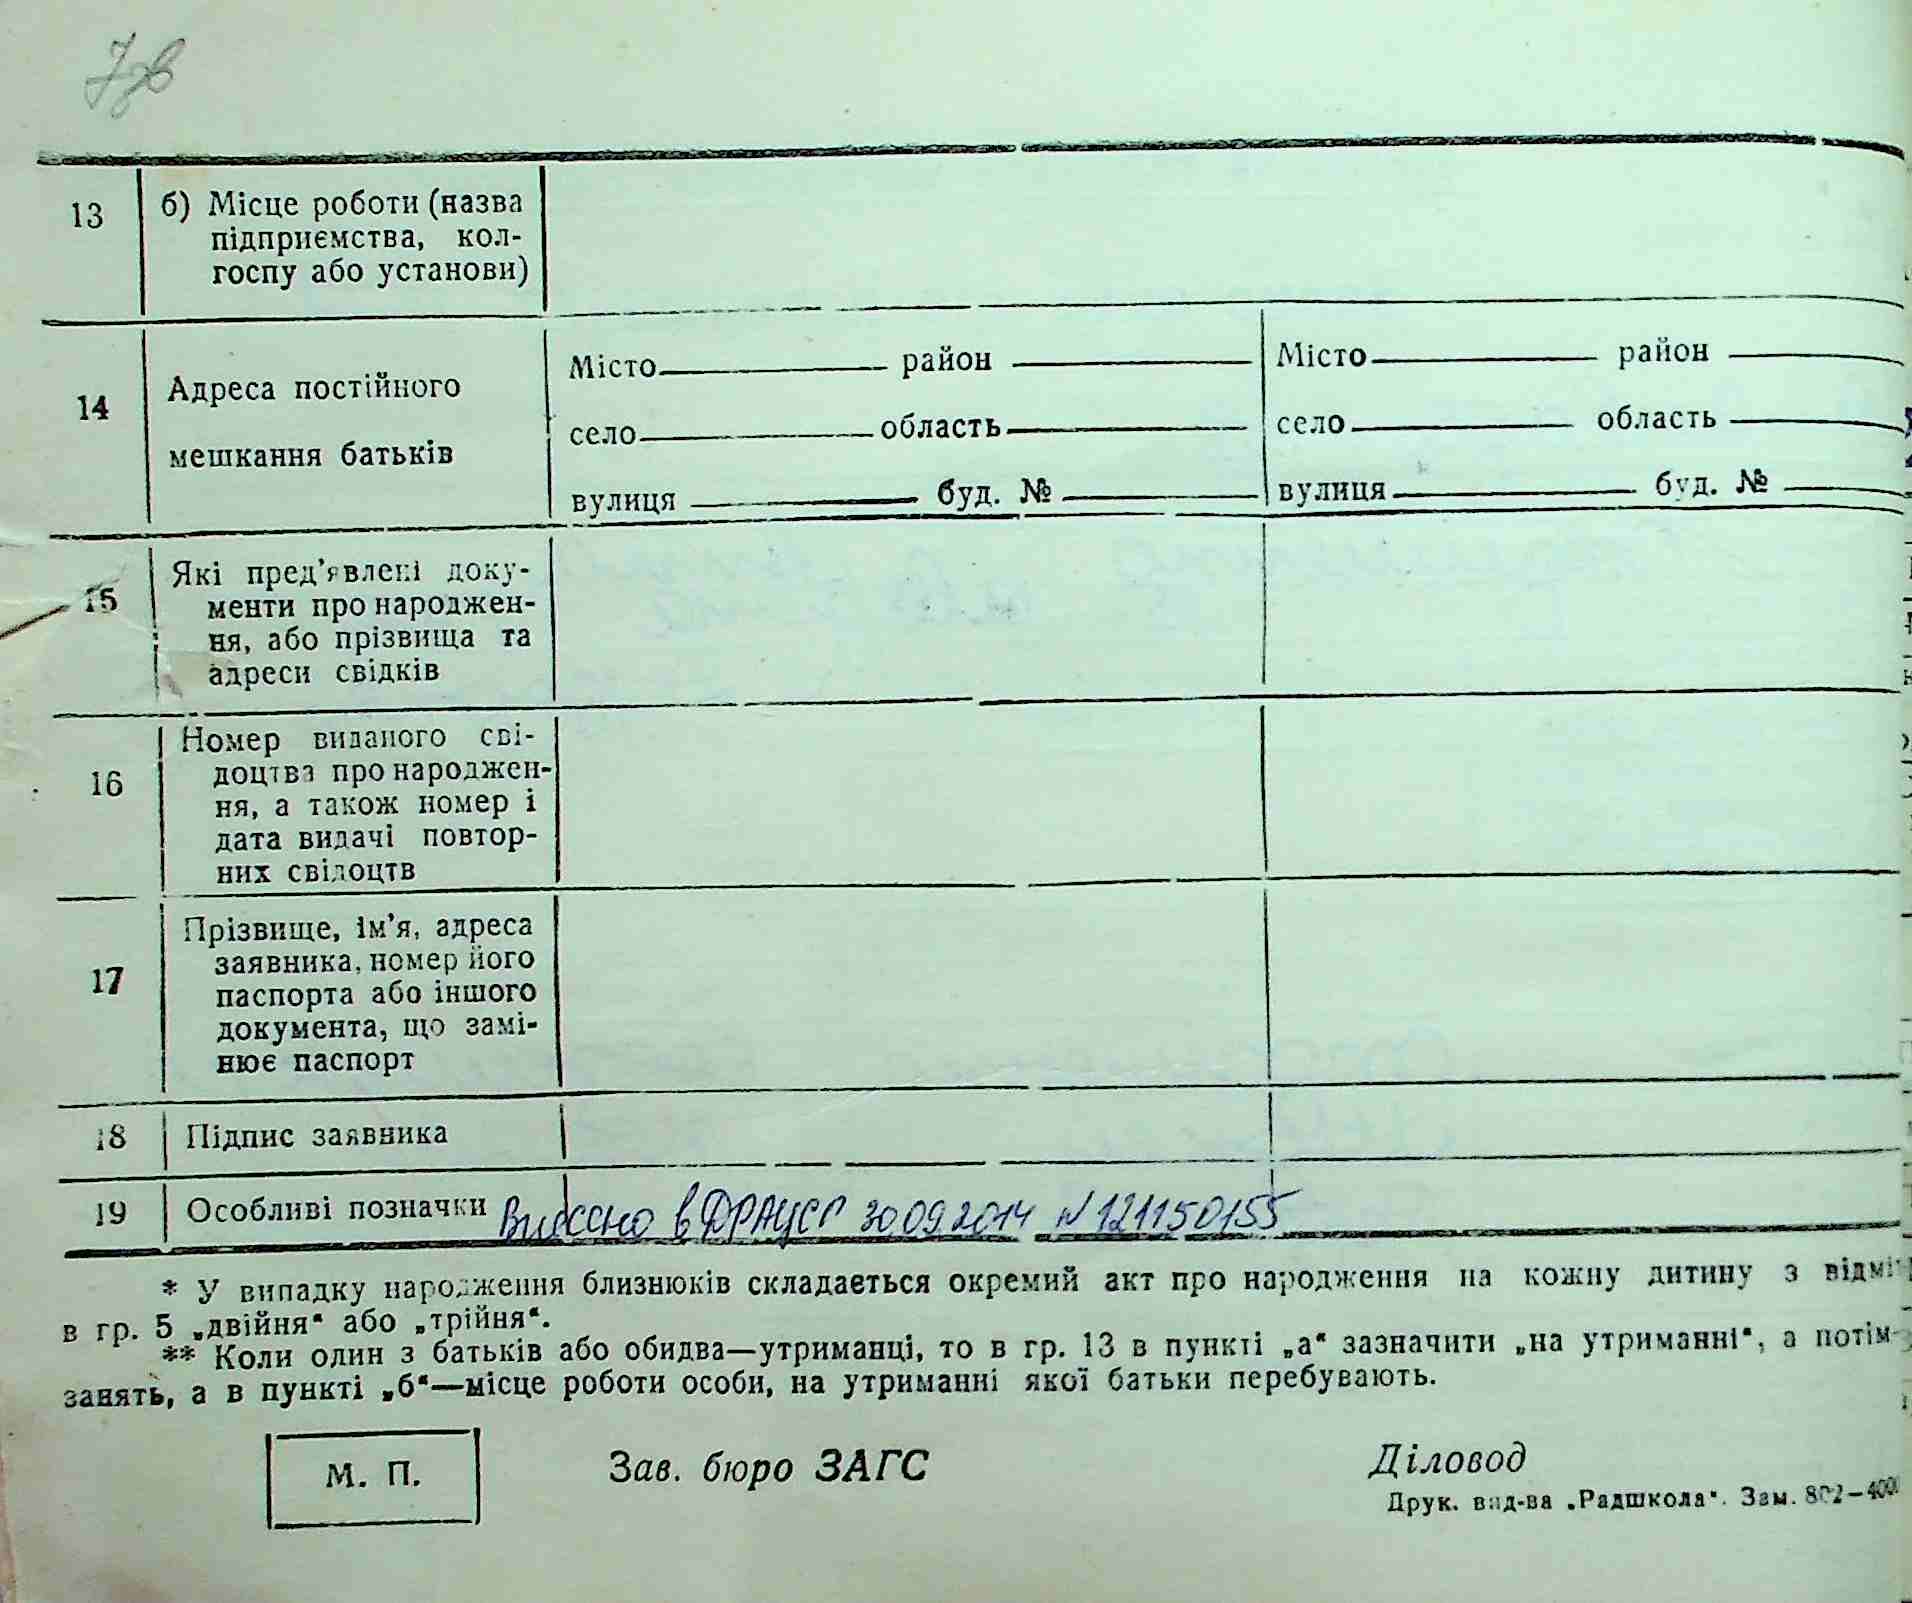 7зв
13
б) Місце роботи (назва
підприємства, кол-
госпу або установи)
14
Адреса постійного
мешкання батьків
Місто район
село область
вулиця буд. №
Місто район
село область
вулиця буд. №
15
Які пред'явлені доку-
менти про народжен-
ня, або прізвища та
адреси свідків
16
Номер виданого сві-
доцтва про народжен-
ня, а також номер і
дата видачі повтор-
них свідоцтв
17
Прізвище, ім'я, адреса
заявника, номер його
паспорта або іншого
документа, що замі-
нює паспорт
18
Підпис заявника
19
Особливі позначки Внесено в ДРАЦСГ 30 09 2014 N 121150155
* У випадку народження близнюків складається окремий акт про народження на кожну дитину з відмі
в гр. 5 „двійня“ або „трійня“.
** Коли один з батьків або обидва—утриманці, то в гр. 13 в пункті „а“ зазначити „на утриманні“, а потім
занять, а в пункті „б“—місце роботи особи, на утриманні якої батьки перебувають.
М. П.
Зав. бюро ЗАГС
Діловод
Друк. вид-ва „Радшкола“. Зам. 802—400